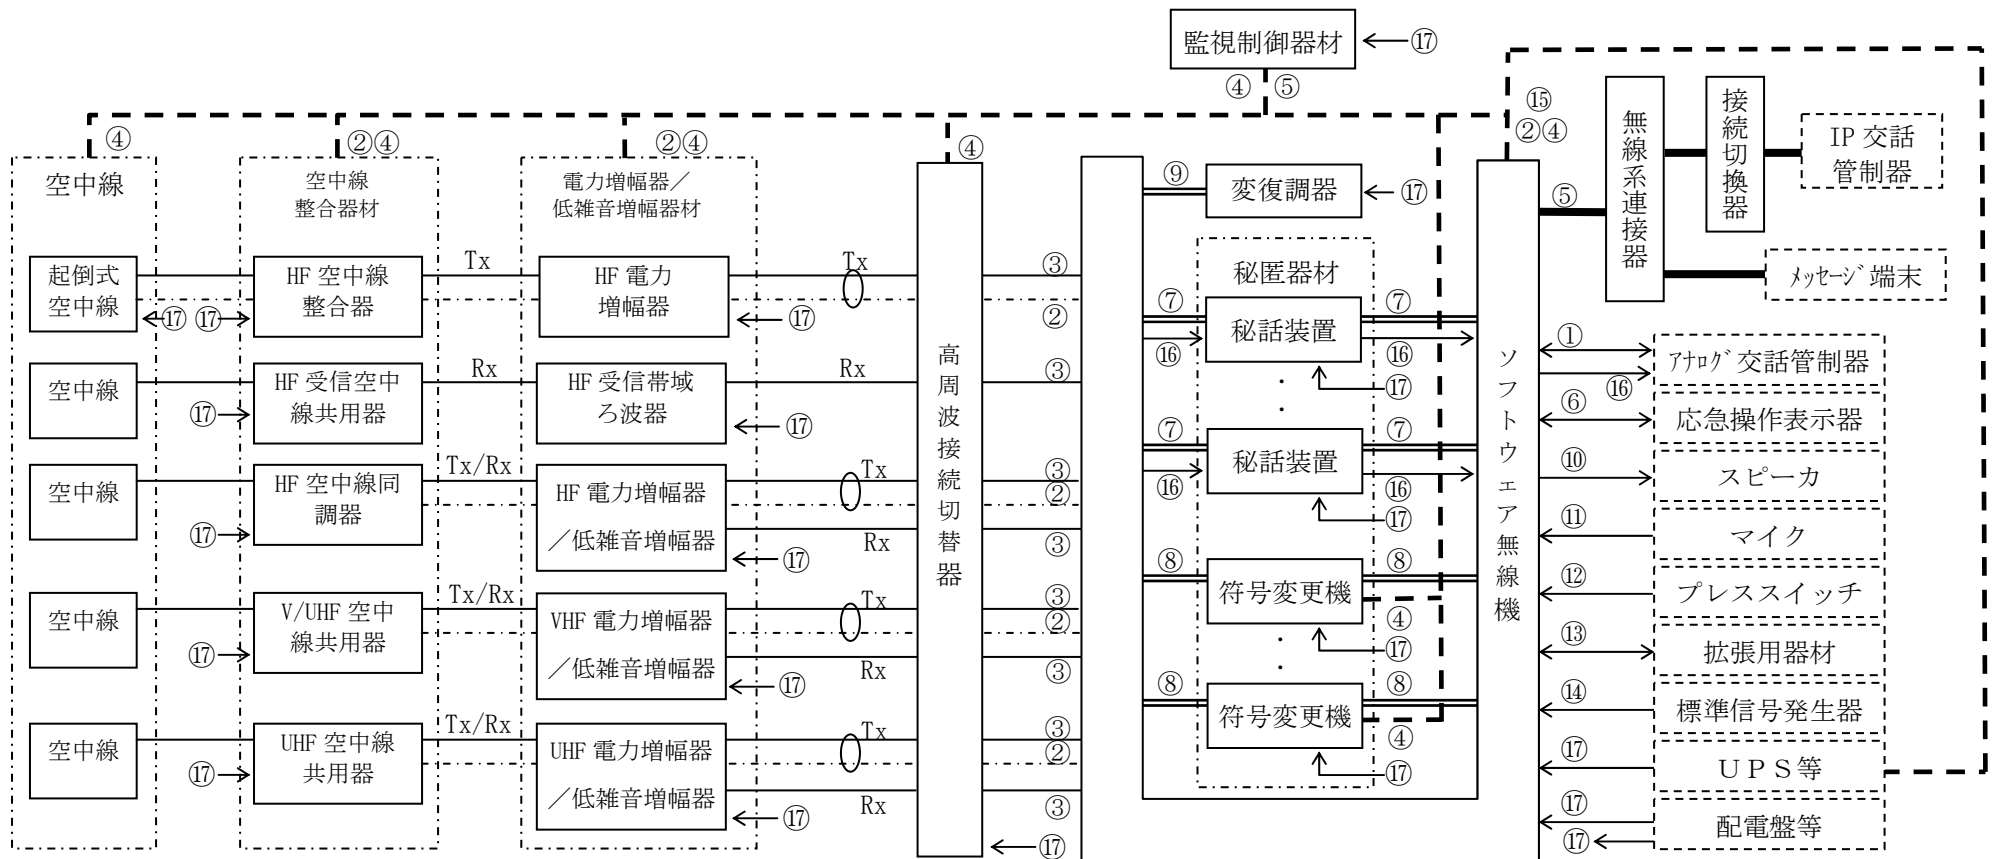 監視制御器材
⑰
④
⑤
⑮
②④
④
②④
②④
④
空中線
空中線
整合器材
電力増幅器／
低雑音増幅器材
無線系連接器
接続切換器
IP 交話
管制器
メッセージ端末
⑤
⑨
変復調器
⑰
秘匿器材
起倒式
空中線
⑰
⑰
HF 空中線
整合器
Tx
HF 電力
増幅器
⑰
Tx
③
②
⑦
秘話装置
⑦
⑯
⑯
⑰
高周波接続切替器
ソフトウェア無線機
①
アナログ交話管制器
⑯
空中線
⑰
HF 受信空中
線共用器
Rx
HF 受信帯域
ろ波器
⑰
Rx
③
⑥
応急操作表示器
⑦
秘話装置
⑦
⑯
⑯
⑰
⑩
スピーカ
空中線
⑰
HF 空中線同
調器
Tx/Rx
HF 電力増幅器
／低雑音増幅器
⑰
Tx
Rx
③
②
③
⑪
マイク
⑧
符号変更機
⑧
④
⑰
⑫
プレススイッチ
空中線
⑰
V/UHF 空中
線共用器
Tx/Rx
VHF 電力増幅器
／低雑音増幅器
⑰
Tx
Rx
③
②
③
⑬
拡張用器材
⑧
符号変更機
⑧
④
⑰
⑭
標準信号発生器
空中線
⑰
UHF 空中線
共用器
Tx/Rx
UHF 電力増幅器
／低雑音増幅器
⑰
Tx
Rx
③
②
③
⑰
ＵＰＳ等
⑰
配電盤等
⑰
⑰